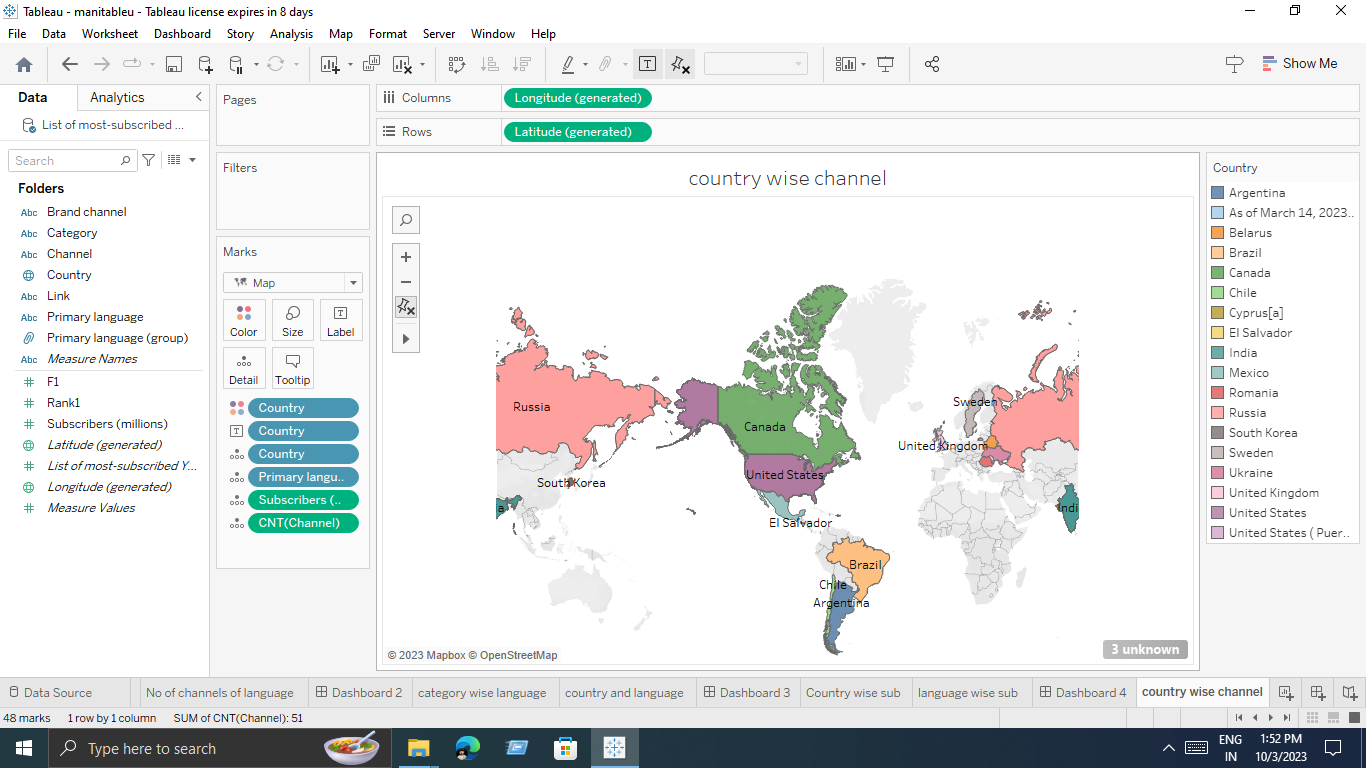 Tableau - manitableu - Tableau license expires in 8 days
File Data Worksheet Dashboard Story Analysis Map Format Server Window Help
Show Me
Data Analytics
List of most-subscribed ...
Search
Folders
Abc Brand channel
Abc Category
Abc Channel
Country
Abc Link
Abc Primary language
Primary language (group)
Abc Measure Names
# F1
# Rank1
# Subscribers (millions)
Latitude (generated)
# List of most-subscribed Y...
Longitude (generated)
# Measure Values
Pages
Filters
Marks
Map
Color Size Label
Detail Tooltip
Country
Country
Country
Primary langu..
Subscribers (..
CNT(Channel)
Columns Longitude (generated)
Rows Latitude (generated)
country wise channel
Russia
Canada
Sweden
United Kingdom
United States
South Korea
a
Indi
El Salvador
Brazil
Chile
Argentina
© 2023 Mapbox © OpenStreetMap
3 unknown
Country
Argentina
As of March 14, 2023..
Belarus
Brazil
Canada
Chile
Cyprus[a]
El Salvador
India
Mexico
Romania
Russia
South Korea
Sweden
Ukraine
United Kingdom
United States
United States ( Puer..
Data Source No of channels of language Dashboard 2 category wise language country and language Dashboard 3 Country wise sub language wise sub Dashboard 4 country wise channel
48 marks 1 row by 1 column SUM of CNT(Channel): 51
Type here to search
ENG
IN
1:52 PM
10/3/2023